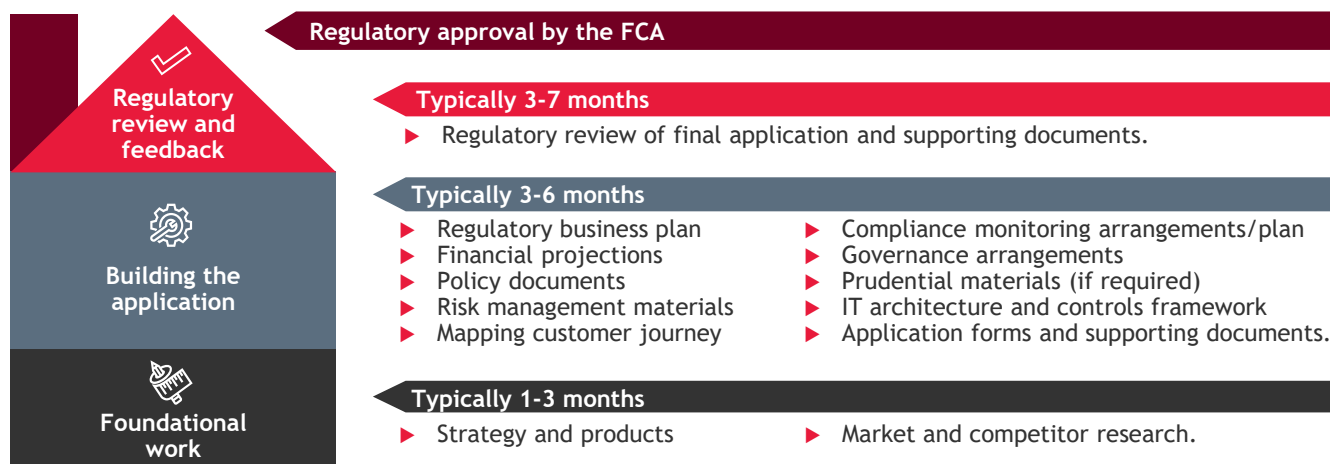 Regulatory approval by the FCA
Regulatory
review and
feedback
Typically 3-7 months
Regulatory review of final application and supporting documents.
Building the
application
Typically 3-6 months
Regulatory business plan
Financial projections
Policy documents
Risk management materials
Mapping customer journey
Compliance monitoring arrangements/plan
Governance arrangements
Prudential materials (if required)
IT architecture and controls framework
Application forms and supporting documents.
Foundational
work
Typically 1-3 months
Strategy and products
Market and competitor research.